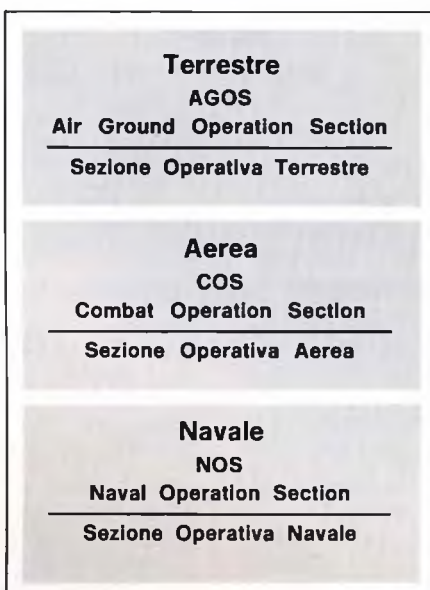 Terrestre
AGOS
Air Ground Operation Section
Sezione Operativa Terrestre
Aerea
COS
Combat Operation Section
Sezione Operativa Aerea
Navale
NOS
Naval Operation Section
Sezione Operativa Navale